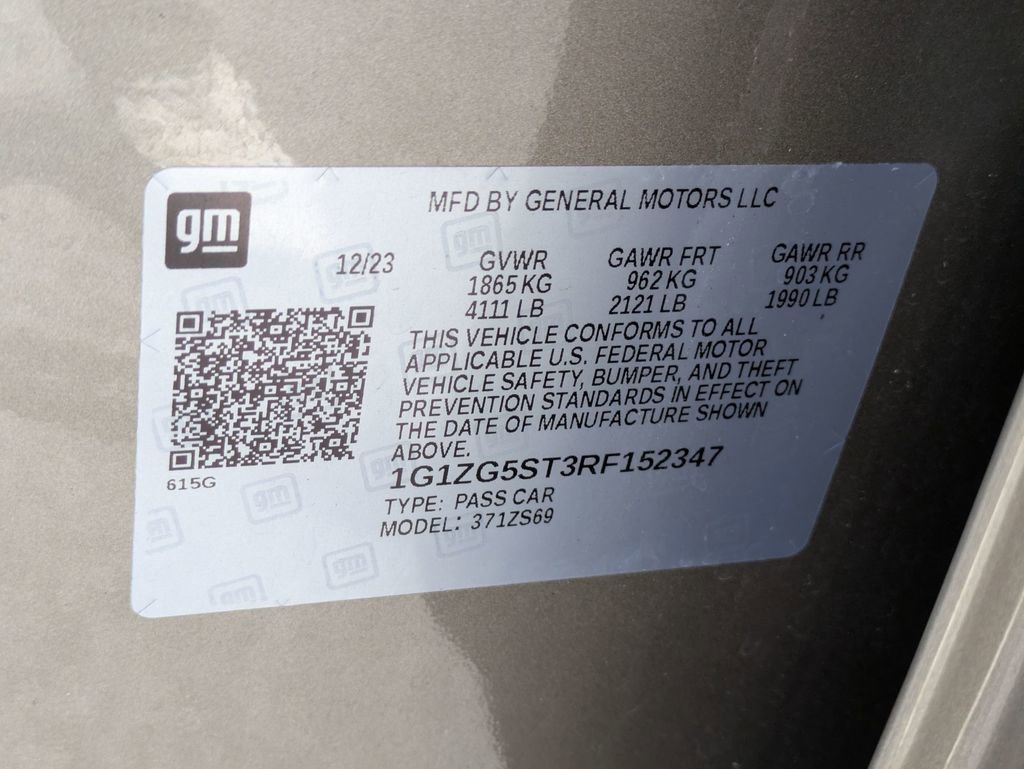 gm
MFD BY GENERAL MOTORS LLC
12/23 GVWR GAWR FRT GAWR RR
1865 KG 962 KG 903 KG
4111 LB 2121 LB 1990 LB
THIS VEHICLE CONFORMS TO ALL
APPLICABLE U.S. FEDERAL MOTOR
VEHICLE SAFETY, BUMPER, AND THEFT
PREVENTION STANDARDS IN EFFECT ON
THE DATE OF MANUFACTURE SHOWN
ABOVE.
1G1ZG5ST3RF152347
615G
TYPE: PASS CAR
MODEL: 371ZS69